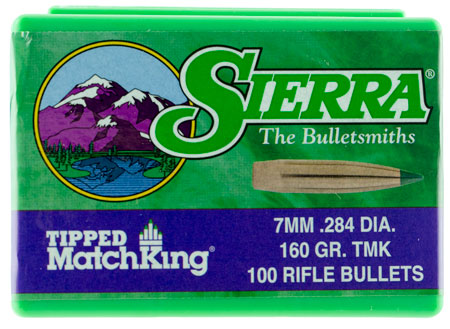 SIERRA®
The Bulletsmiths
TIPPED
MatchKing®
7MM .284 DIA.
160 GR. TMK
100 RIFLE BULLETS